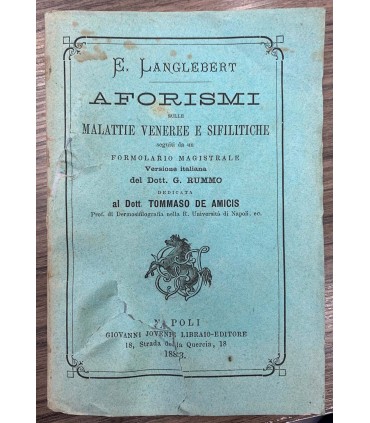 E. LANGLEBERT
AFORISMI
SULLE
MALATTIE VENEREE E SIFILITICHE
seguiti da un
FORMOLARIO MAGISTRALE
Versione italiana
del Dott. G. RUMMO
DEDICATA
al Dott. TOMMASO DE AMICIS
Prof. di Dermosifilografia nella R. Università di Napoli, ec.
NAPOLI
GIOVANNI JOVENE LIBRAIO-EDITORE
18, Strada della Quercia, 18
1883.